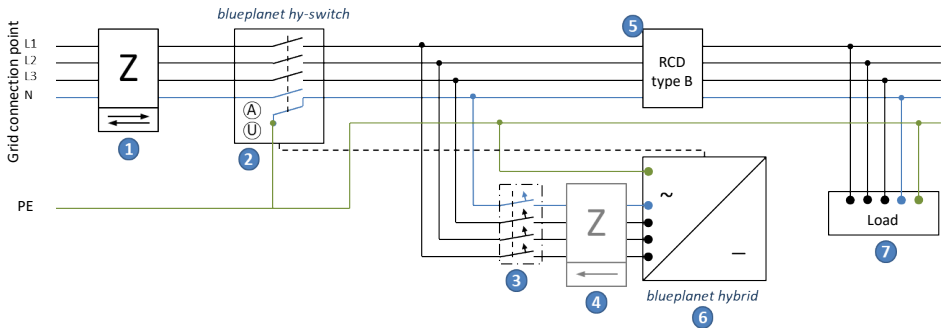 blueplanet hy-switch
Grid connection point
L1
L2
L3
N
PE
Z
1
A
U
2
3
Z
4
5
RCD
type B
~
–
blueplanet hybrid
6
Load
7